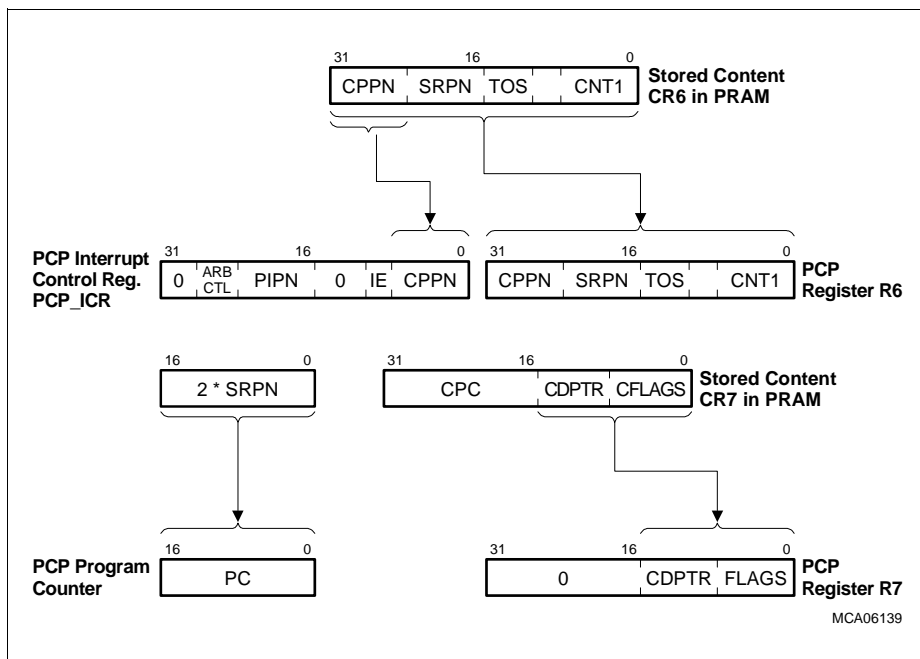 31 16 0
CPPN SRPN TOS CNT1
Stored Content
CR6 in PRAM
PCP Interrupt
Control Reg.
PCP_ICR
31 16 0
0 ARB CTL PIPN 0 IE CPPN
31 16 0
CPPN SRPN TOS CNT1
PCP
Register R6
16 0
2 * SRPN
31 16 0
CPC CDPTR CFLAGS
Stored Content
CR7 in PRAM
PCP Program
Counter
16 0
PC
31 16 0
0 CDPTR FLAGS
PCP
Register R7
MCA06139